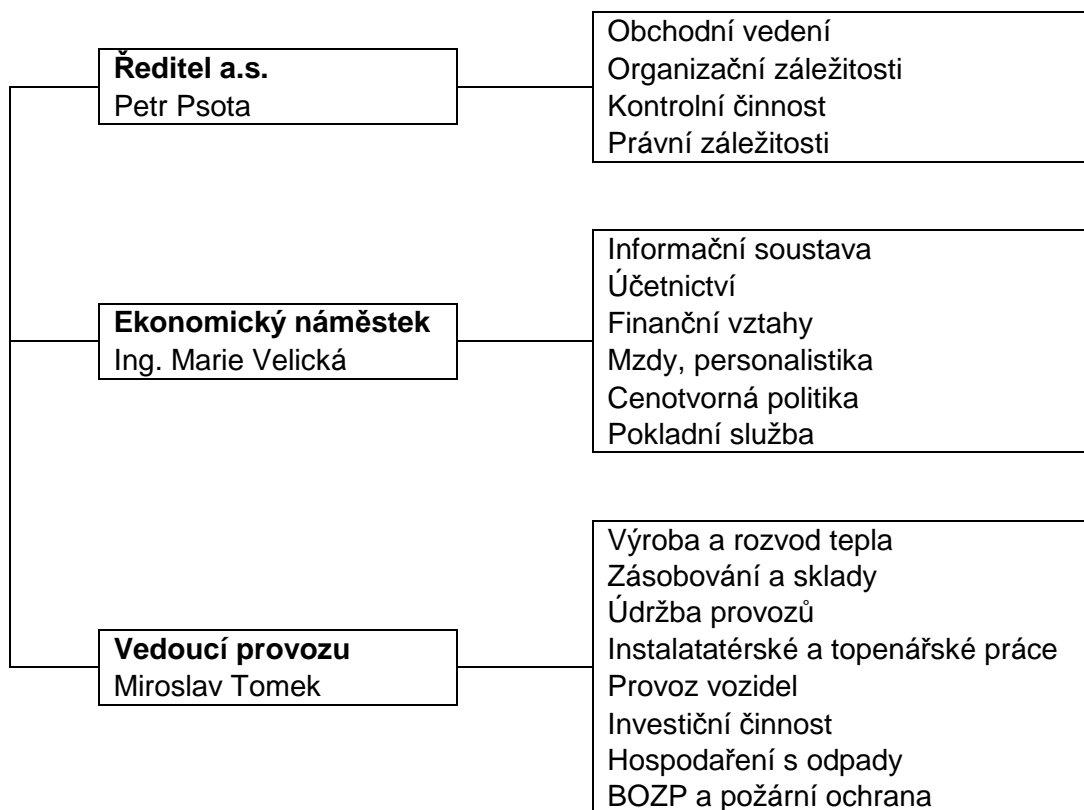 Ředitel a.s.
Petr Psota
Obchodní vedení
Organizační záležitosti
Kontrolní činnost
Právní záležitosti
Ekonomický náměstek
Ing. Marie Velická
Informační soustava
Účetnictví
Finanční vztahy
Mzdy, personalistika
Cenotvorná politika
Pokladní služba
Vedoucí provozu
Miroslav Tomek
Výroba a rozvod tepla
Zásobování a sklady
Údržba provozů
Instalatatérské a topenářské práce
Provoz vozidel
Investiční činnost
Hospodaření s odpady
BOZP a požární ochrana